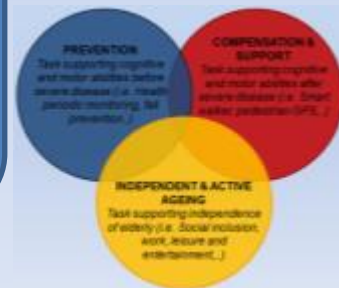 PREVENTION
Task supporting cognitive
and motor abilities before
severe disease (i.e. Health
periodic monitoring, fall
prevention..)
COMPENSATION &
SUPPORT
Task supporting cognitive
and motor abilities after
severe disease (i.e. Smart
walker, pedestrian GPS,..)
INDEPENDENT & ACTIVE
AGEING
Task supporting independence
of elderly (i.e. Social inclusion,
work, leisure and
entertainment,..)